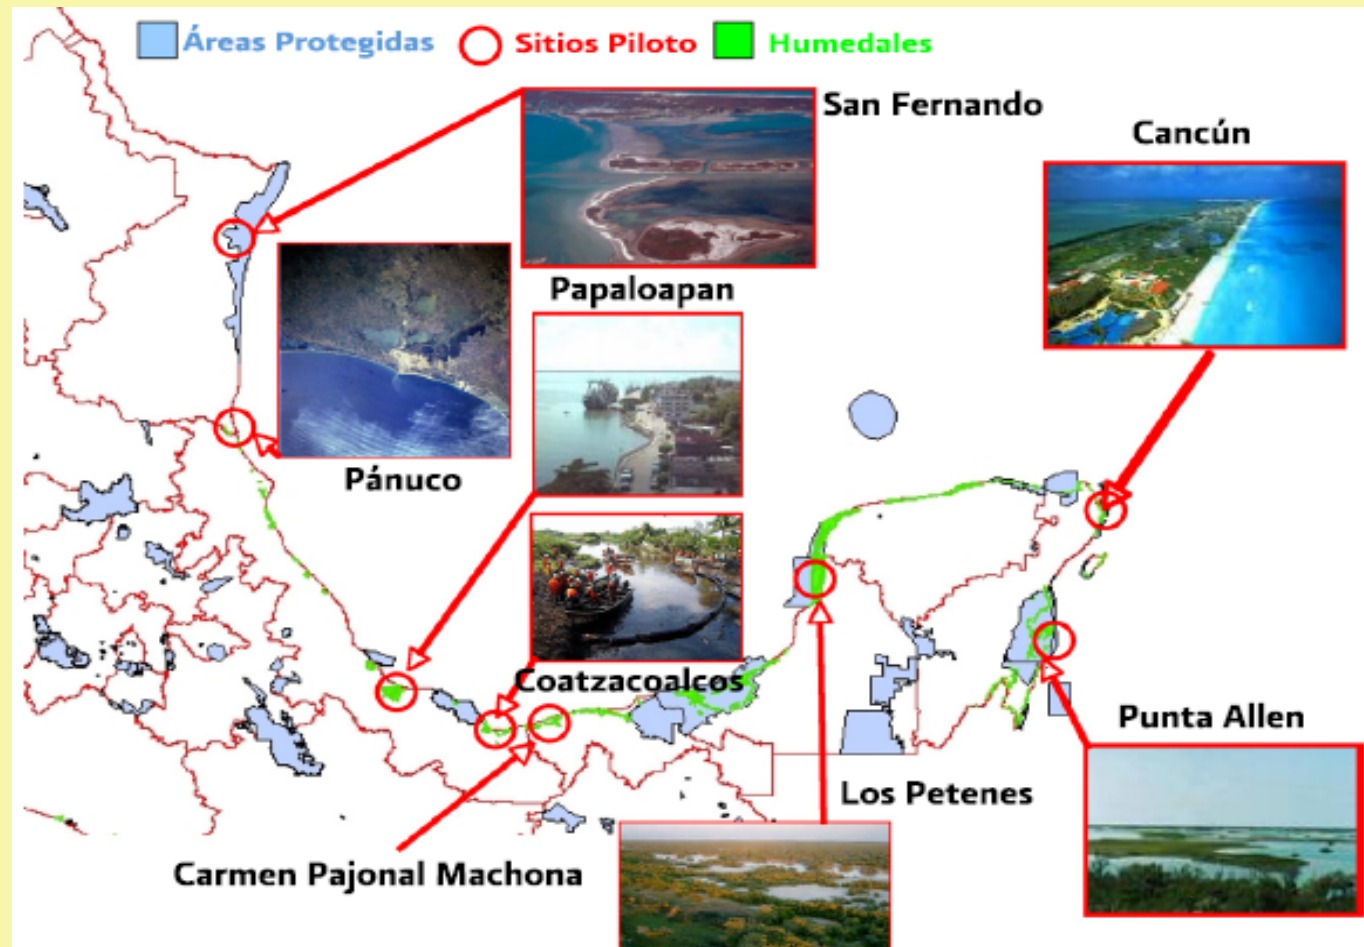 Áreas Protegidas Sitios Piloto Humedales
San Fernando
Cancún
Papaloapan
Pánuco
Coatzacoalcos
Punta Allen
Los Petenes
Carmen Pajonal Machona